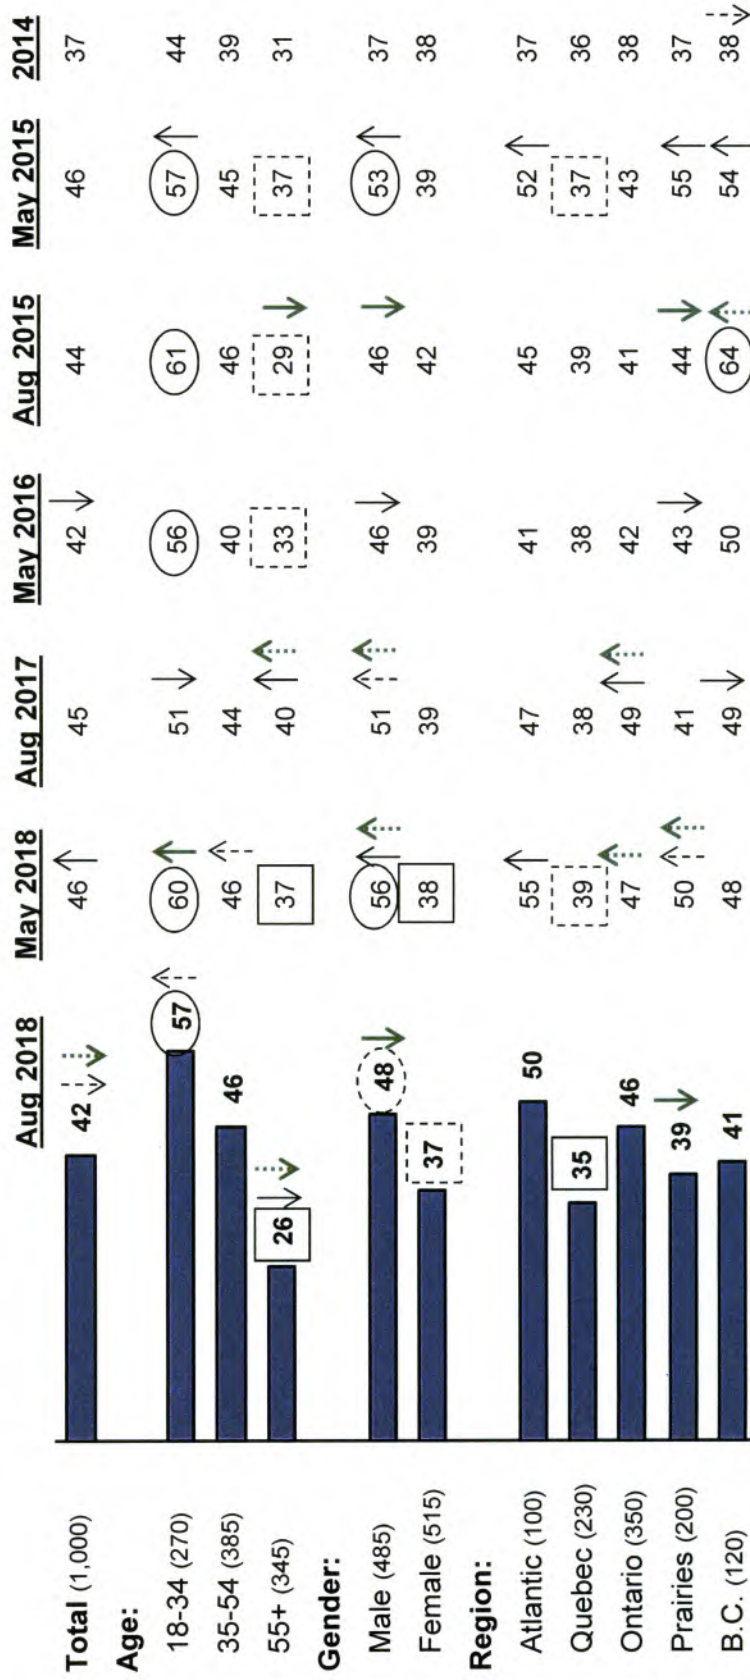 Aug 2018 May 2018 Aug 2017 May 2016 Aug 2015 May 2015 2014
Total (1,000) 42 46 45 42 44 46 37
Age:
18-34 (270) 57 60 51 56 61 57 44
35-54 (385) 46 46 44 40 46 45 39
55+ (345) 26 37 40 33 29 37 31
Gender:
Male (485) 48 56 51 46 46 53 37
Female (515) 37 38 39 39 42 39 38
Region:
Atlantic (100) 50 55 47 41 45 52 37
Quebec (230) 35 39 38 38 39 37 36
Ontario (350) 46 47 49 42 41 43 38
Prairies (200) 39 50 41 43 44 55 37
B.C. (120) 41 48 49 50 64 54 38